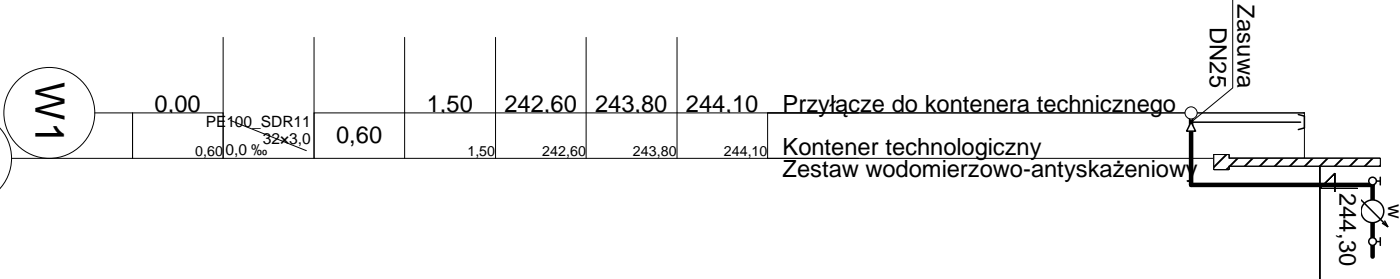 W1
0,00
1,50
242,60
243,80
244,10
Przyłącze do kontenera technicznego
PE100_SDR11
32x3,0
0,60
0,60
0,0 ‰
1,50
242,60
243,80
244,10
Kontener technologiczny
Zestaw wodomierzowo-antyskażeniowy
Zasuwa
DN25
244,30
W